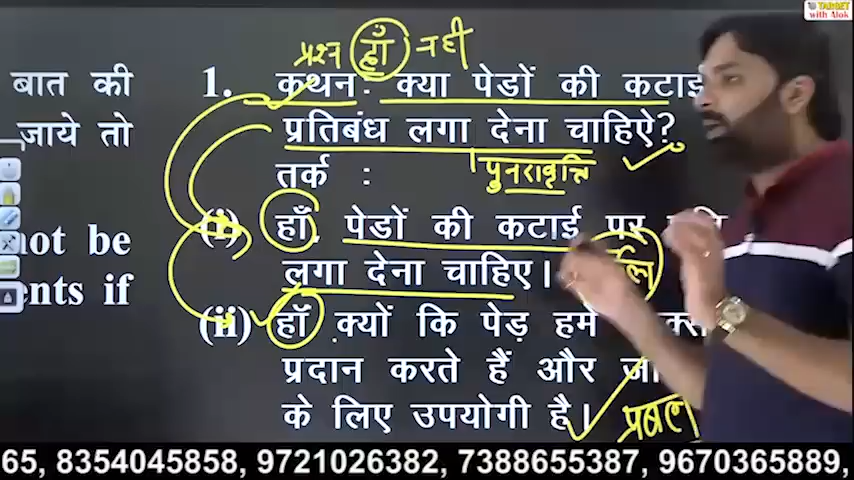 TARGET
with Alok
प्रश्न हाँ नही
बात की
जाये तो
not be
ents if
1. कथन: क्या पेड़ों की कटाई
प्रतिबंध लगा देना चाहिऐ?
तर्क : पुनरावृत्ति
(i) हाँ, पेड़ों की कटाई पर
लगा देना चाहिए।
(ii) हॉ क्यों कि पेड़ हमे
प्रदान करते हैं और
के लिए उपयोगी है। प्रबल
65, 8354045858, 9721026382, 7388655387, 9670365889,